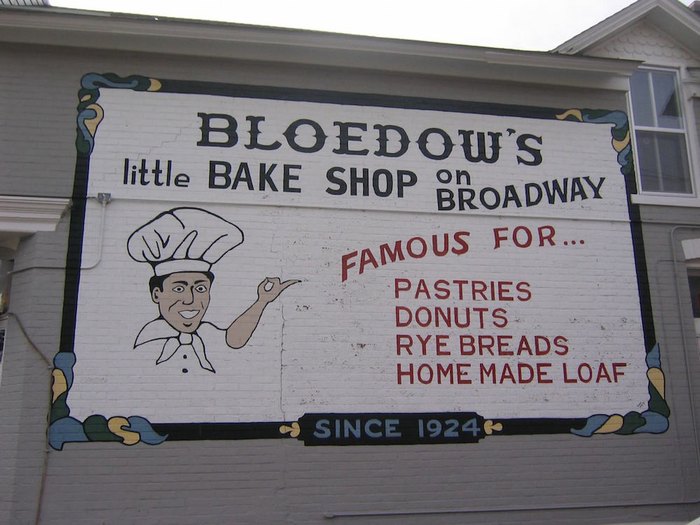 BLOEDOW'S
little BAKE SHOP on BROADWAY
FAMOUS FOR...
PASTRIES
DONUTS
RYE BREADS
HOME MADE LOAF
SINCE 1924